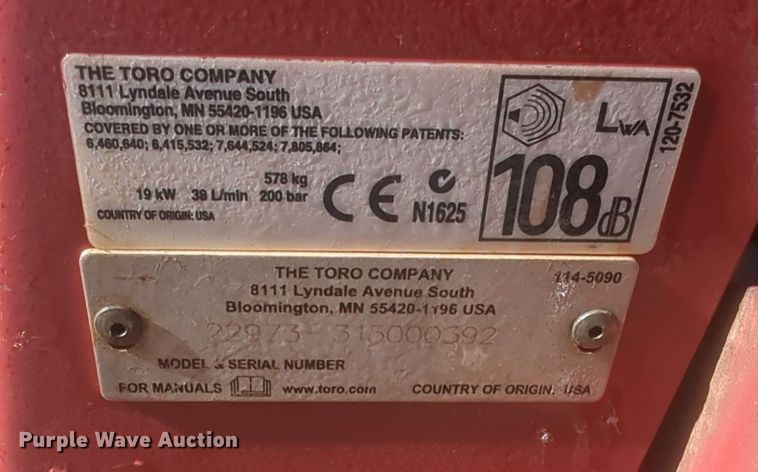 THE TORO COMPANY
8111 Lyndale Avenue South
Bloomington, MN 55420-1196 USA
COVERED BY ONE OR MORE OF THE FOLLOWING PATENTS:
6,460,640; 6,415,532; 7,644,524; 7,805,864;
578 kg
19 kW 38 L/min 200 bar
COUNTRY OF ORIGIN: USA
CE N1625
LWA
108 dB
120-7532
THE TORO COMPANY 114-5090
8111 Lyndale Avenue South
Bloomington, MN 55420-1196 USA
22973-313000392
MODEL & SERIAL NUMBER
FOR MANUALS www.toro.com COUNTRY OF ORIGIN: USA
Purple Wave Auction